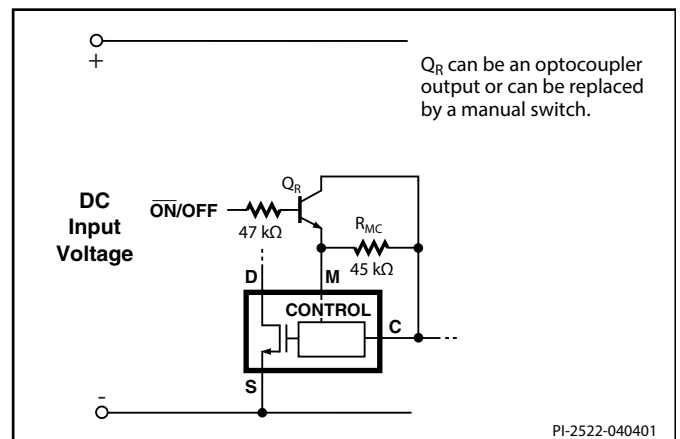 +
Q_R can be an optocoupler
output or can be replaced
by a manual switch.
DC
Input
Voltage
ON/OFF
Q_R
47 kΩ
R_MC
45 kΩ
D
M
CONTROL
C
S
-
PI-2522-040401